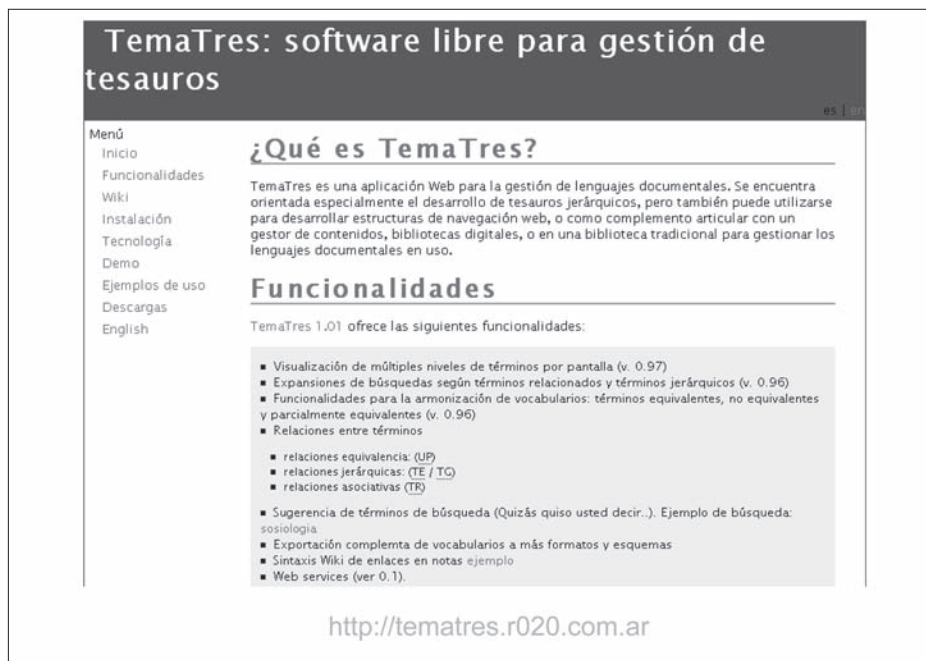 TemaTres: software libre para gestión de
tesauros
es | en
Menú
Inicio
Funcionalidades
Wiki
Instalación
Tecnología
Demo
Ejemplos de uso
Descargas
English
¿Qué es TemaTres?
TemaTres es una aplicación Web para la gestión de lenguajes documentales. Se encuentra
orientada especialmente el desarrollo de tesauros jerárquicos, pero también puede utilizarse
para desarrollar estructuras de navegación web, o como complemento articular con un
gestor de contenidos, bibliotecas digitales, o en una biblioteca tradicional para gestionar los
lenguajes documentales en uso.
Funcionalidades
TemaTres 1.01 ofrece las siguientes funcionalidades:
▪ Visualización de múltiples niveles de términos por pantalla (v. 0.97)
▪ Expansiones de búsquedas según términos relacionados y términos jerárquicos (v. 0.96)
▪ Funcionalidades para la armonización de vocabularios: términos equivalentes, no equivalentes
y parcialmente equivalentes (v. 0.96)
▪ Relaciones entre términos
▪ relaciones equivalencia: (UP)
▪ relaciones jerárquicas: (TE / TG)
▪ relaciones asociativas (TR)
▪ Sugerencia de términos de búsqueda (Quizás quiso usted decir..). Ejemplo de búsqueda:
sosiologia
▪ Exportación complemta de vocabularios a más formatos y esquemas
▪ Sintaxis Wiki de enlaces en notas ejemplo
▪ Web services (ver 0.1).
http://tematres.r020.com.ar